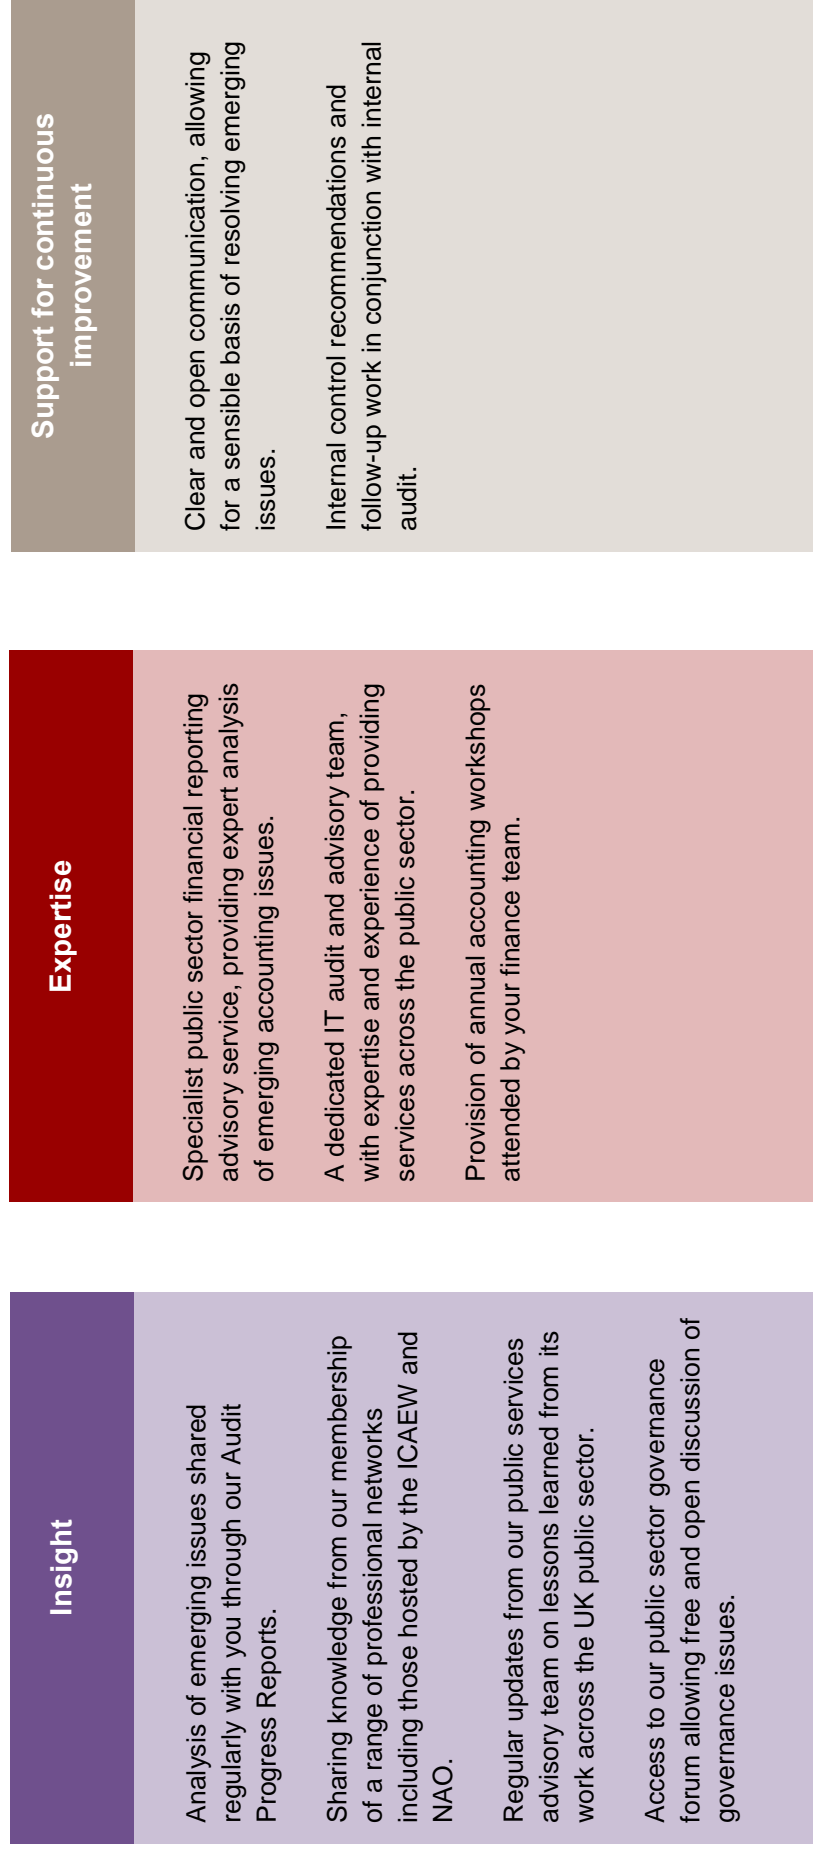 Insight
Analysis of emerging issues shared
regularly with you through our Audit
Progress Reports.
Sharing knowledge from our membership
of a range of professional networks
including those hosted by the ICAEW and
NAO.
Regular updates from our public services
advisory team on lessons learned from its
work across the UK public sector.
Access to our public sector governance
forum allowing free and open discussion of
governance issues.
Expertise
Specialist public sector financial reporting
advisory service, providing expert analysis
of emerging accounting issues.
A dedicated IT audit and advisory team,
with expertise and experience of providing
services across the public sector.
Provision of annual accounting workshops
attended by your finance team.
Support for continuous
improvement
Clear and open communication, allowing
for a sensible basis of resolving emerging
issues.
Internal control recommendations and
follow-up work in conjunction with internal
audit.